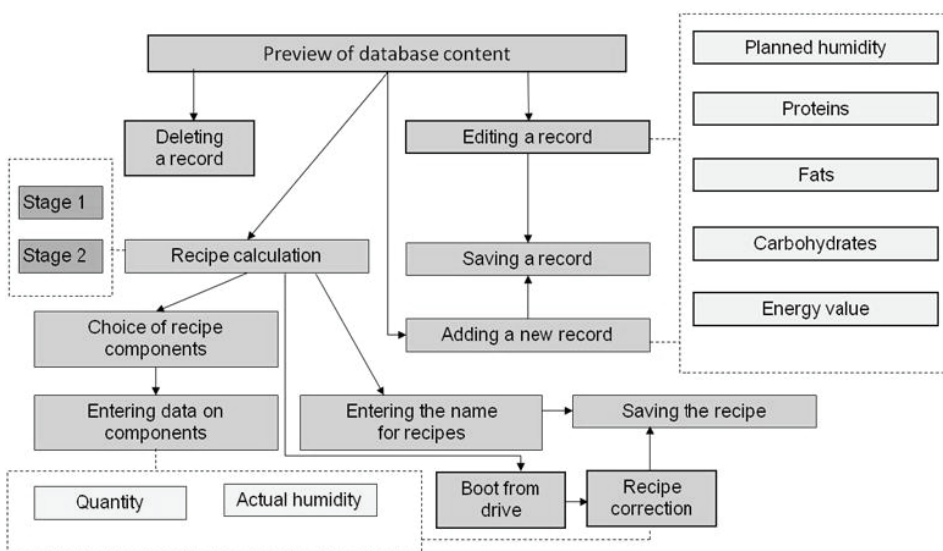 Preview of database content
Planned humidity
Proteins
Deleting
a record
Editing a record
Fats
Stage 1
Stage 2
Recipe calculation
Saving a record
Carbohydrates
Energy value
Choice of recipe
components
Adding a new record
Entering data on
components
Entering the name
for recipes
Saving the recipe
Quantity
Actual humidity
Boot from
drive
Recipe
correction